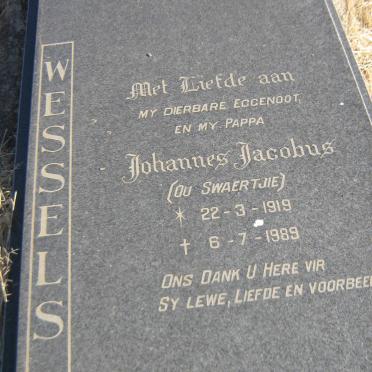 WESSELS
Met Liefde aan
MY DIERBARE EGGENOOT
EN MY PAPPA
Johannes Jacobus
(OU SWAERTJIE)
* 22-3-1919
† 6-7-1989
ONS DANK U HERE VIR
SY LEWE, LIEFDE EN VOORBEE